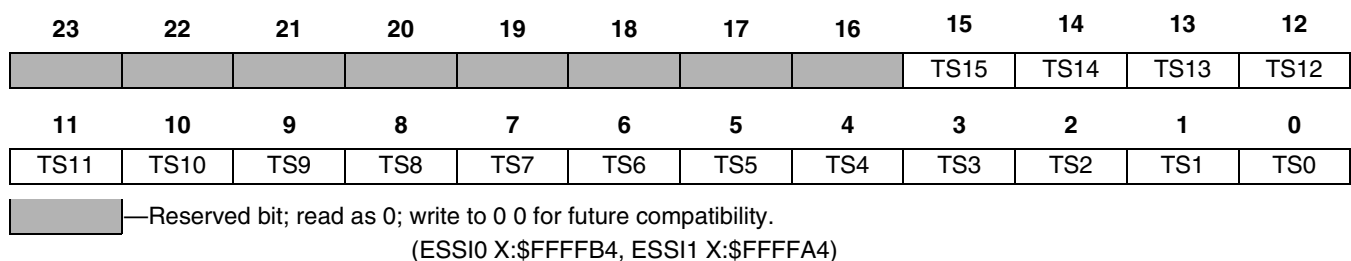 23 22 21 20 19 18 17 16 15 14 13 12
TS15 TS14 TS13 TS12
11 10 9 8 7 6 5 4 3 2 1 0
TS11 TS10 TS9 TS8 TS7 TS6 TS5 TS4 TS3 TS2 TS1 TS0
—Reserved bit; read as 0; write to 0 0 for future compatibility.
(ESSI0 X:$FFFFB4, ESSI1 X:$FFFFA4)